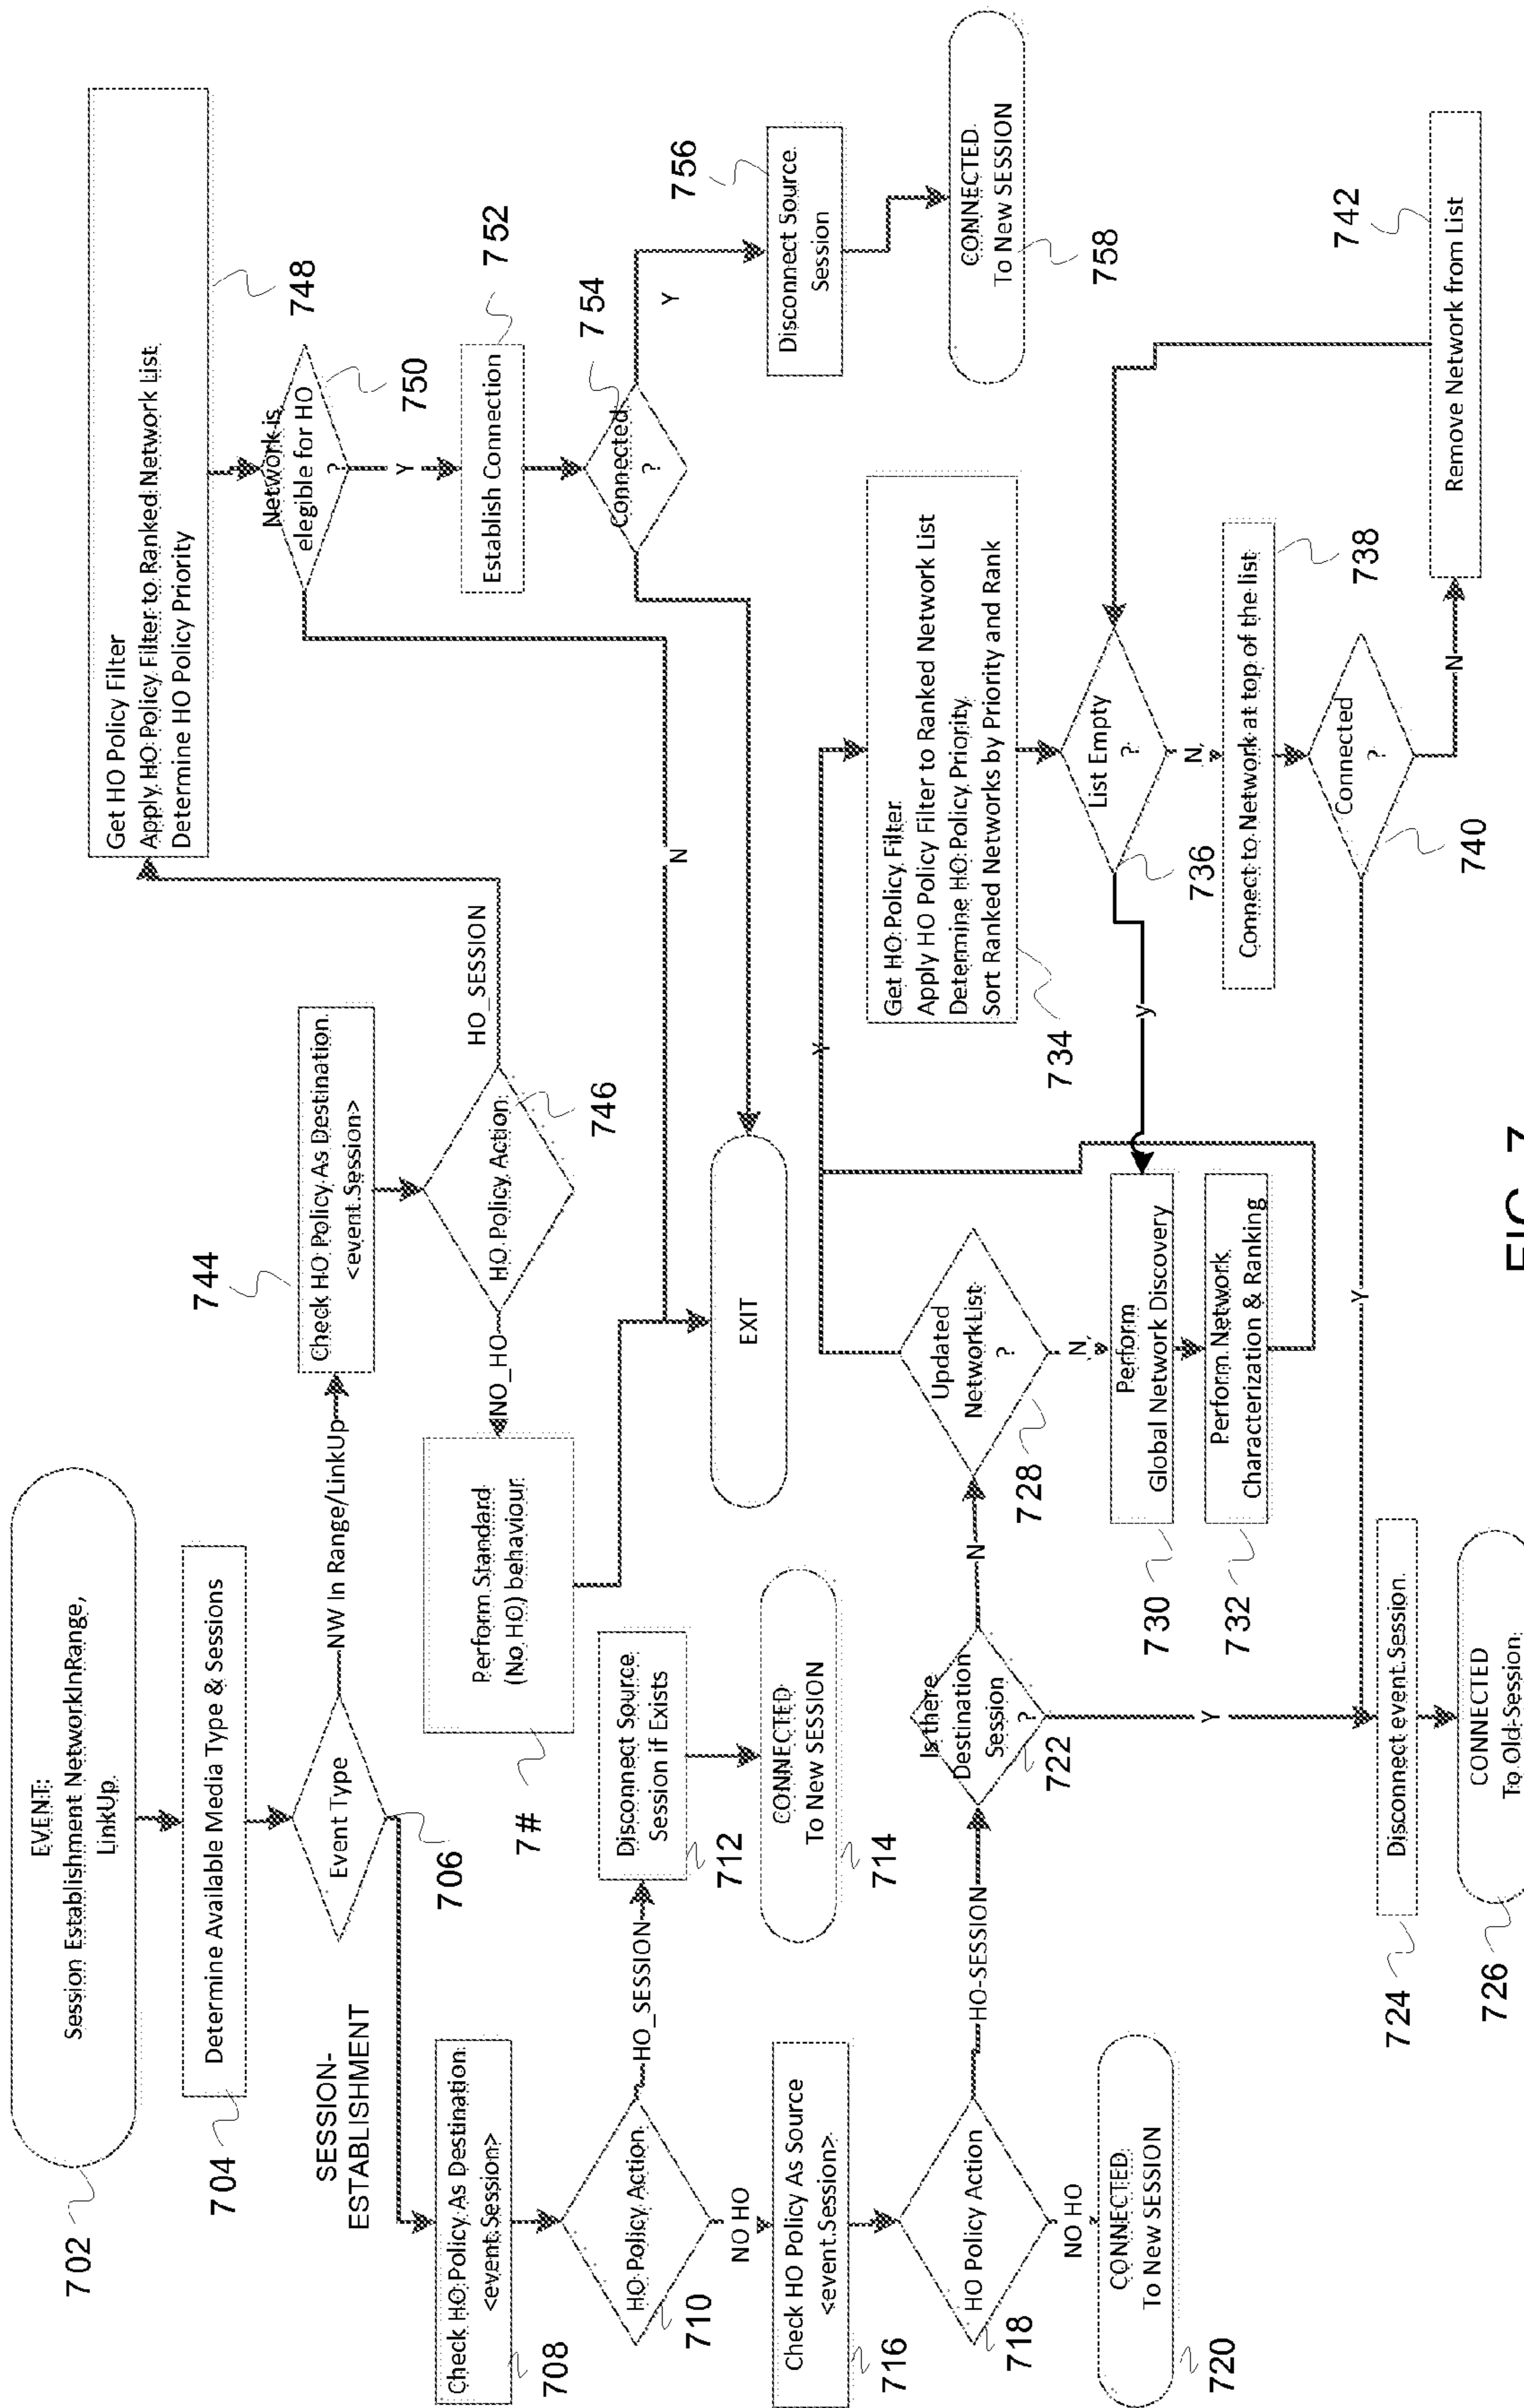 EVENT:
Session Establishment NetworkInRange,
LinkUp
702
Determine Available Media Type & Sessions
704
Event Type
706
NW In Range/LinkUp
SESSION-
ESTABLISHMENT
Check HO Policy As Destination
<event.Session>
708
HO Policy Action
710
HO_SESSION
NO HO
Disconnect Source
Session if Exists
712
CONNECTED
To New SESSION
714
Check HO Policy As Source
<event.Session>
716
HO Policy Action
718
HO-SESSION
NO HO
CONNECTED
To New SESSION
720
Is there
Destination
Session
?
722
Y
N
Disconnect event.Session
724
CONNECTED
To Old-Session
726
Updated
NetworkList
?
728
Y
N
Perform
Global Network Discovery
730
Perform Network
Characterization & Ranking
732
Get HO Policy Filter
Apply HO Policy Filter to Ranked Network List
Determine HO Policy Priority
Sort Ranked Networks by Priority and Rank
734
List Empty
?
736
y
N
Connect to Network at top of the list
738
Connected
?
740
Y
N
Remove Network from List
742
Check HO Policy As Destination
<event.Session>
744
HO Policy Action
746
NO_HO
HO_SESSION
Perform Standard
(No HO) behaviour
7#
EXIT
Get HO Policy Filter
Apply HO Policy Filter to Ranked Network List
Determine HO Policy Priority
748
Network is
elegible for HO
?
750
N
Y
Establish Connection
752
Connected
?
754
Y
Disconnect Source
Session
756
CONNECTED
To New SESSION
758
FIG. 7